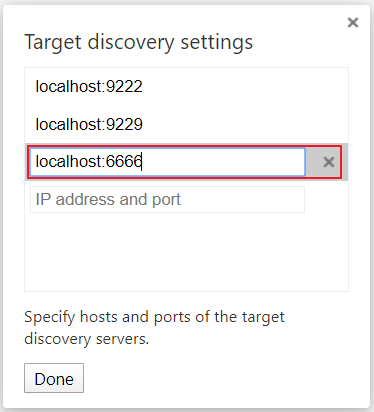 Target discovery settings
localhost:9222
localhost:9229
localhost:6666
IP address and port
Specify hosts and ports of the target
discovery servers.
Done